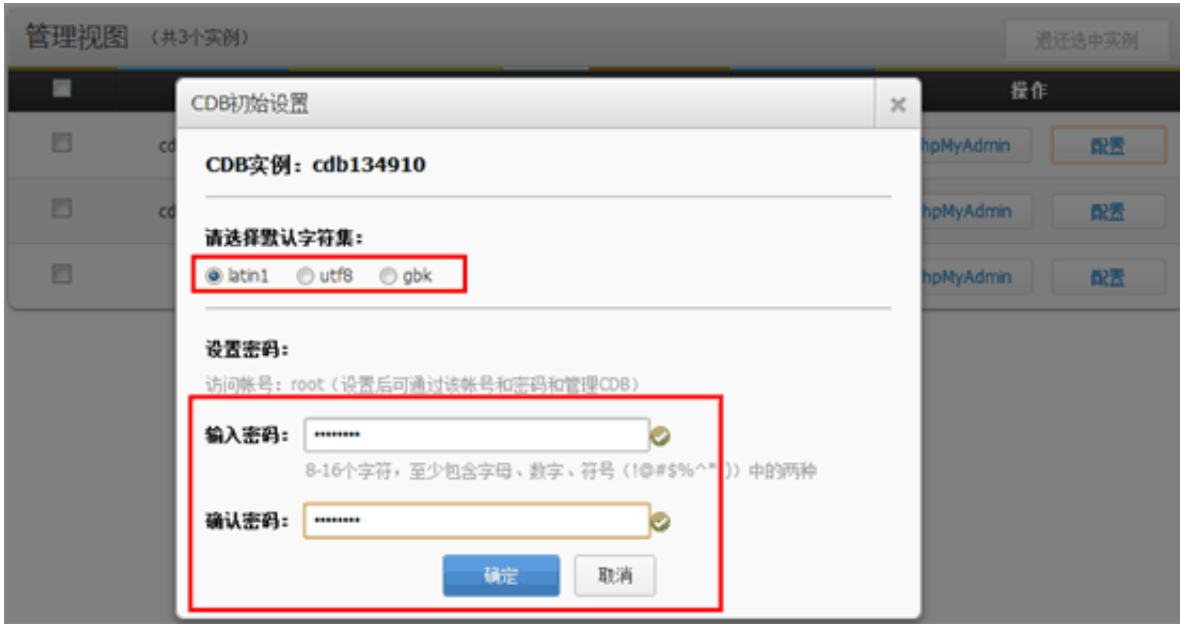 管理视图 （共3个实例） 退还选中实例
操作
CDB初始设置
cd hpMyAdmin 配置
CDB实例：cdb134910
cd hpMyAdmin 配置
请选择默认字符集：
latin1 utf8 gbk
hpMyAdmin 配置
设置密码：
访问帐号：root（设置后可通过该帐号和密码和管理CDB）
输入密码： ••••••••
8-16个字符，至少包含字母、数字、符号（!@#$%^*()）中的两种
确认密码： ••••••••
确定 取消